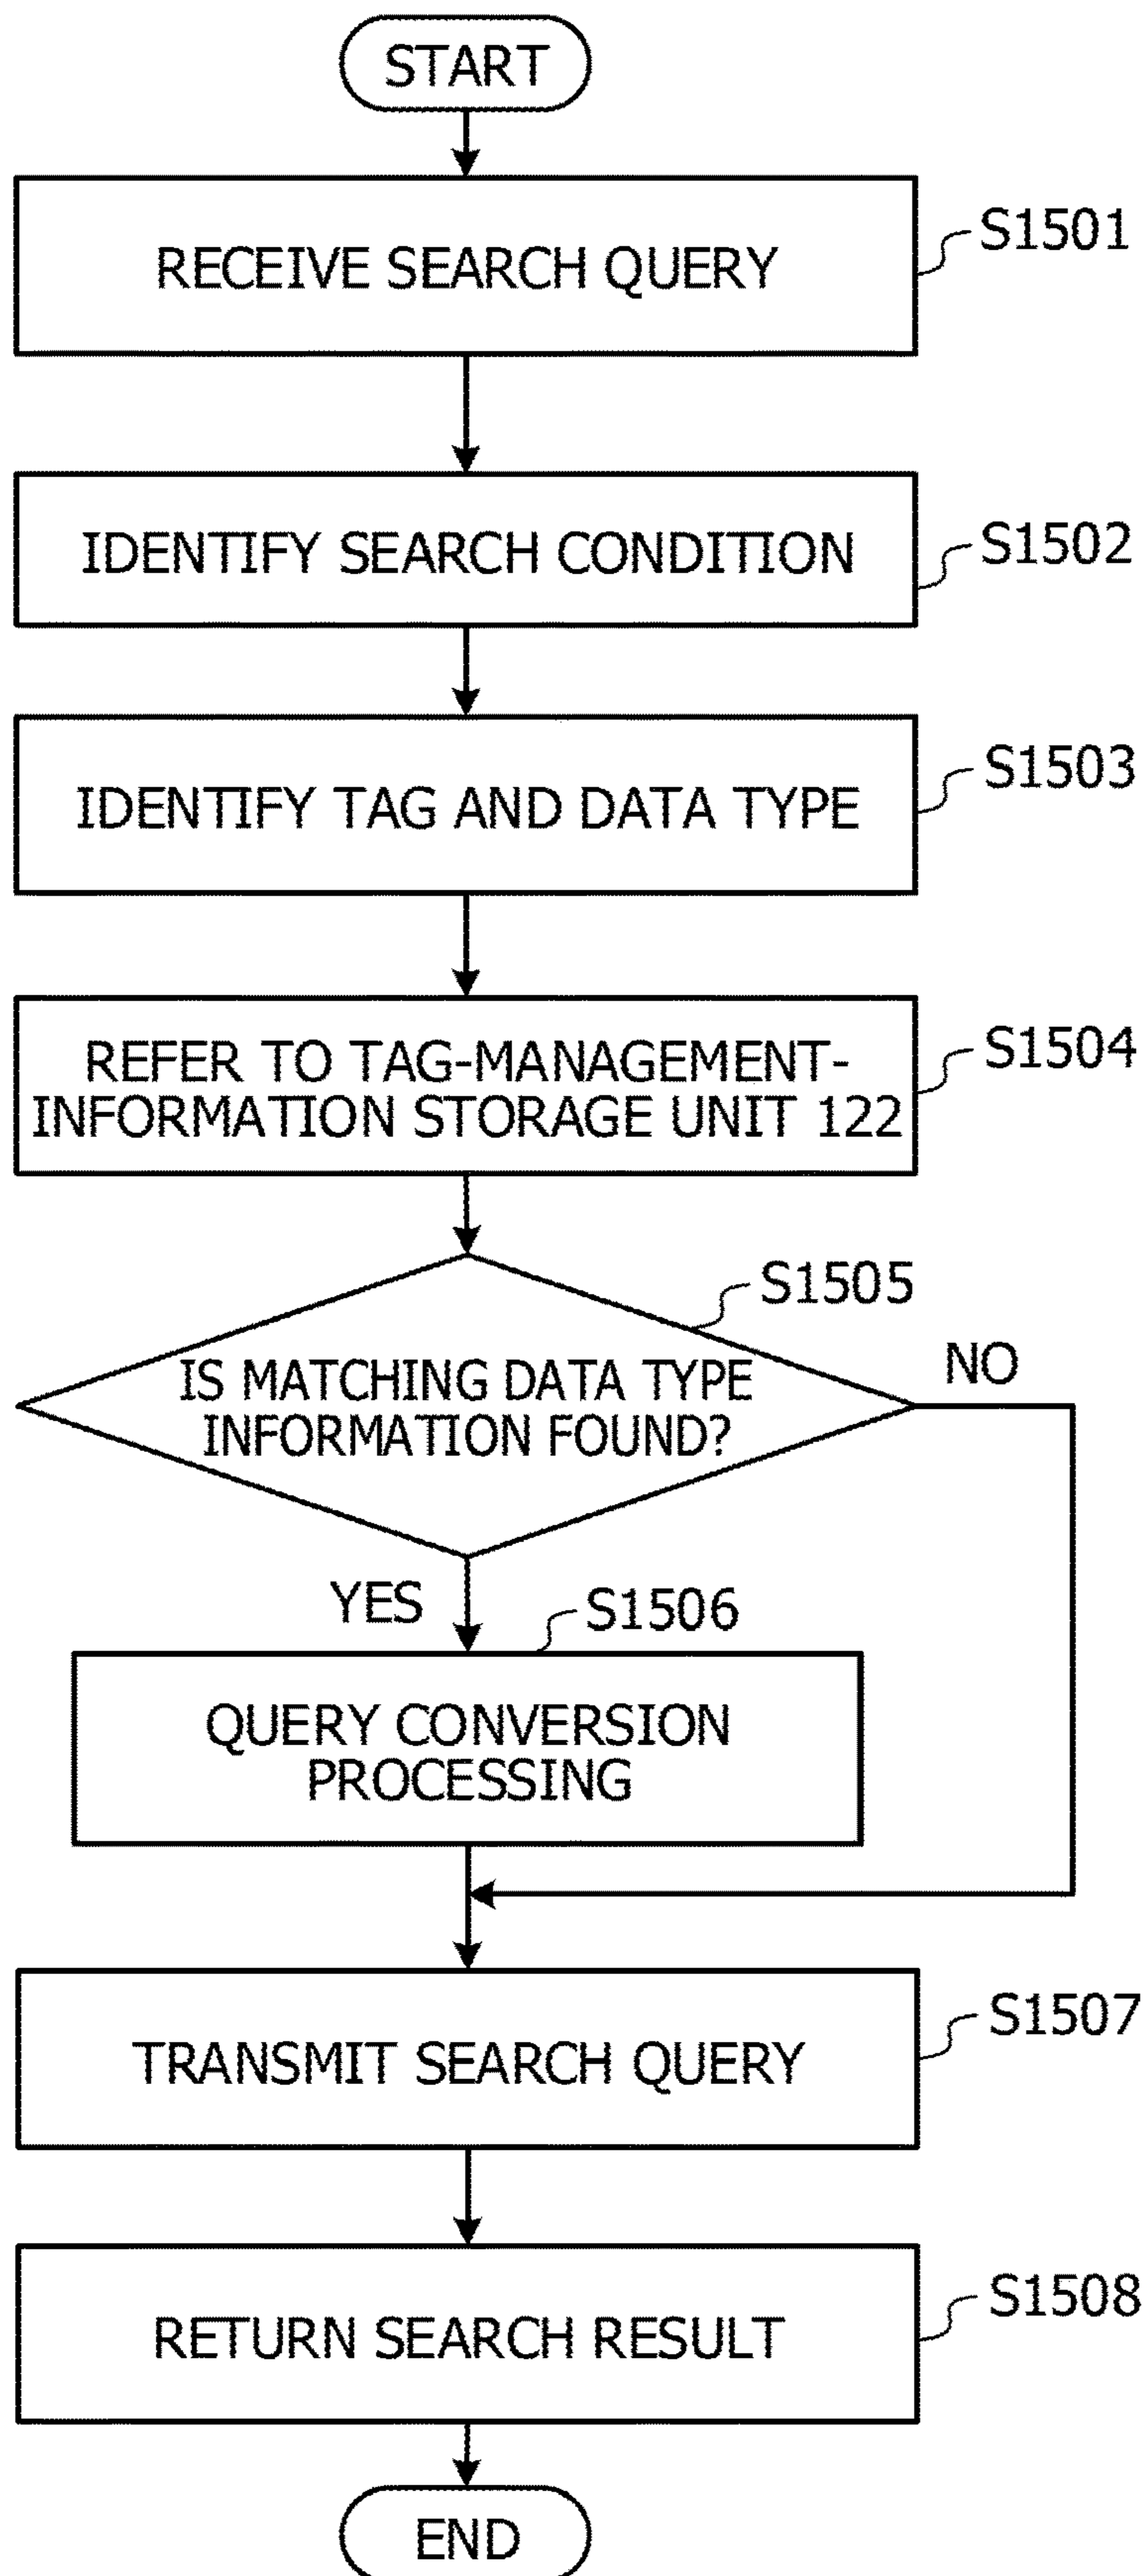 START
RECEIVE SEARCH QUERY
S1501
IDENTIFY SEARCH CONDITION
S1502
IDENTIFY TAG AND DATA TYPE
S1503
REFER TO TAG-MANAGEMENT-
INFORMATION STORAGE UNIT 122
S1504
S1505
IS MATCHING DATA TYPE
INFORMATION FOUND?
NO
YES
S1506
QUERY CONVERSION
PROCESSING
TRANSMIT SEARCH QUERY
S1507
RETURN SEARCH RESULT
S1508
END